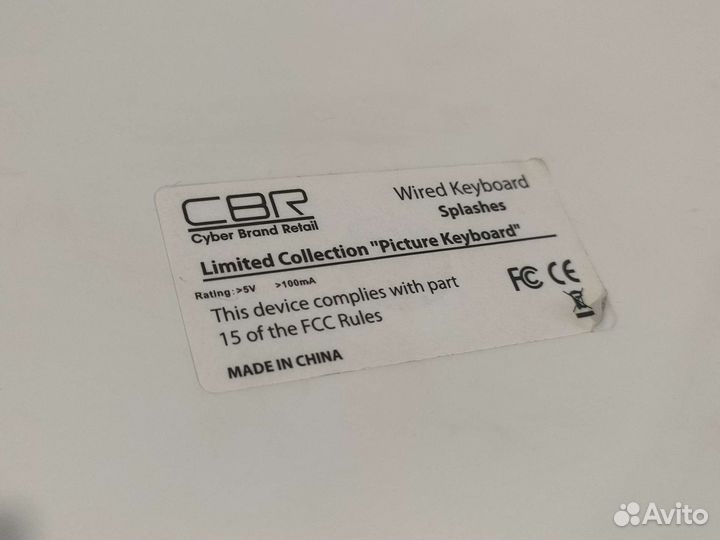 CBR
Cyber Brand Retail
Wired Keyboard
Splashes
Limited Collection "Picture Keyboard"
Rating:>5V >100mA
This device complies with part
15 of the FCC Rules
FC CE
MADE IN CHINA
Avito